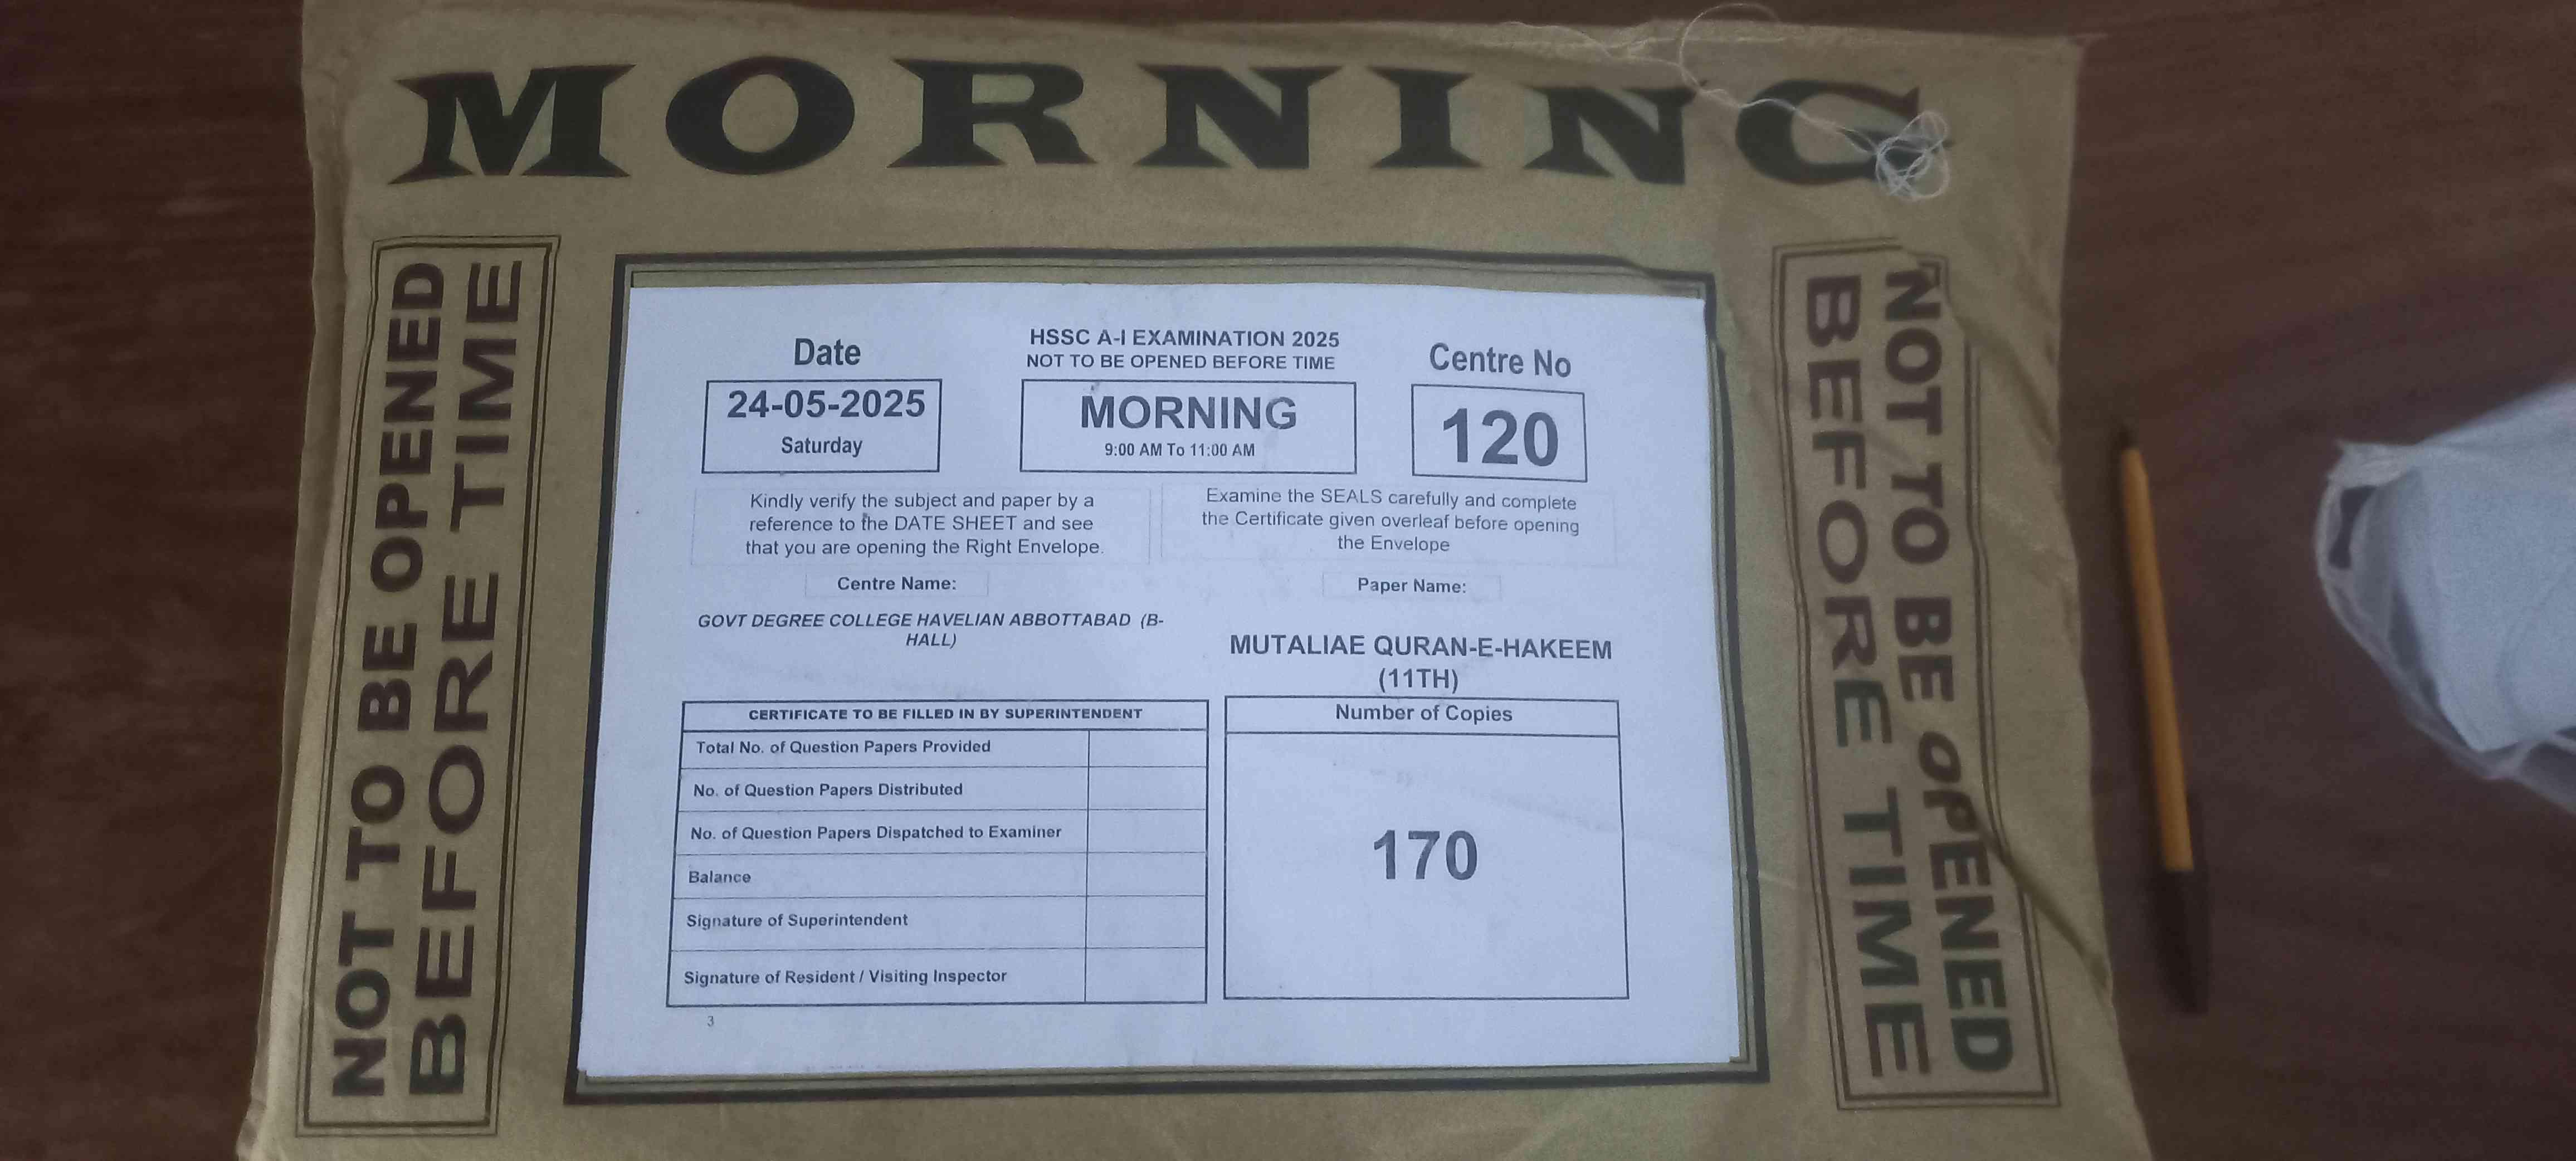 MORNING
NOT TO BE OPENED
BEFORE TIME
Date
24-05-2025
Saturday
HSSC A-I EXAMINATION 2025
NOT TO BE OPENED BEFORE TIME
MORNING
9:00 AM To 11:00 AM
Centre No
120
Kindly verify the subject and paper by a
reference to the DATE SHEET and see
that you are opening the Right Envelope.
Examine the SEALS carefully and complete
the Certificate given overleaf before opening
the Envelope
Centre Name:
GOVT DEGREE COLLEGE HAVELIAN ABBOTTABAD (B-
HALL)
Paper Name:
MUTALIAE QURAN-E-HAKEEM
(11TH)
CERTIFICATE TO BE FILLED IN BY SUPERINTENDENT
Total No. of Question Papers Provided
No. of Question Papers Distributed
No. of Question Papers Dispatched to Examiner
Balance
Signature of Superintendent
Signature of Resident / Visiting Inspector
Number of Copies
170
3
NOT TO BE OPENED
BEFORE TIME